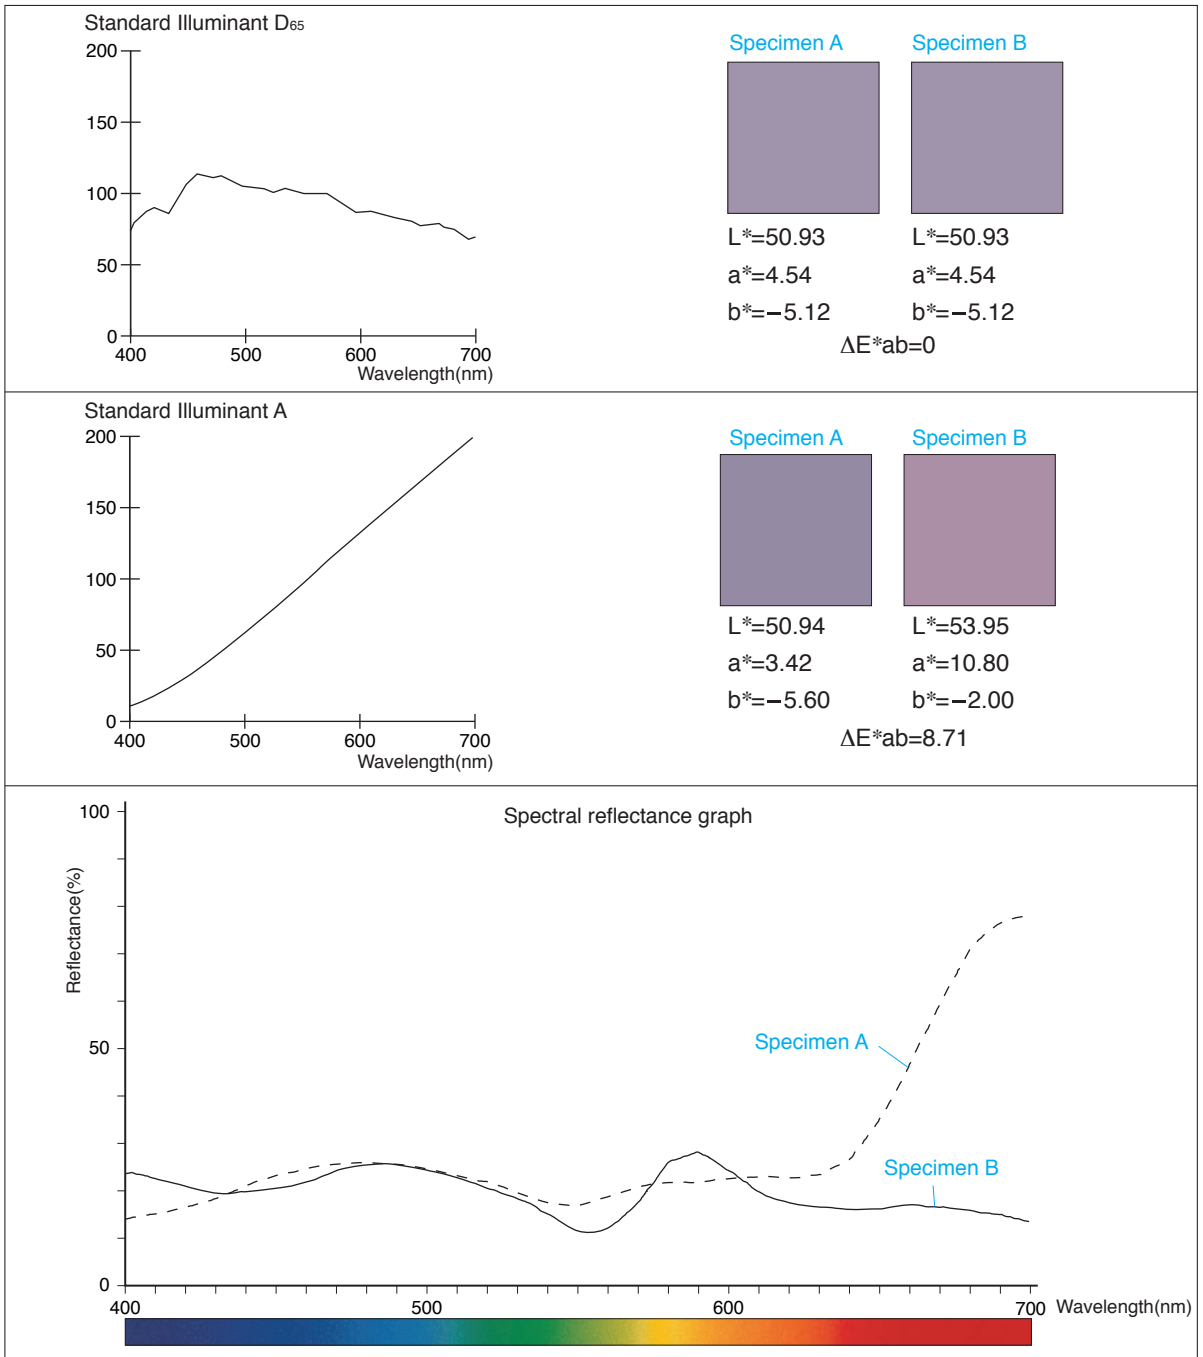 Standard Illuminant D65
200
150
100
50
0
400 500 600 700
Wavelength(nm)
Specimen A Specimen B
L*=50.93 L*=50.93
a*=4.54 a*=4.54
b*=−5.12 b*=−5.12
ΔE*ab=0
Standard Illuminant A
200
150
100
50
0
400 500 600 700
Wavelength(nm)
Specimen A Specimen B
L*=50.94 L*=53.95
a*=3.42 a*=10.80
b*=−5.60 b*=−2.00
ΔE*ab=8.71
Spectral reflectance graph
Reflectance(%)
100
50
0
Specimen A
Specimen B
400 500 600 700 Wavelength(nm)